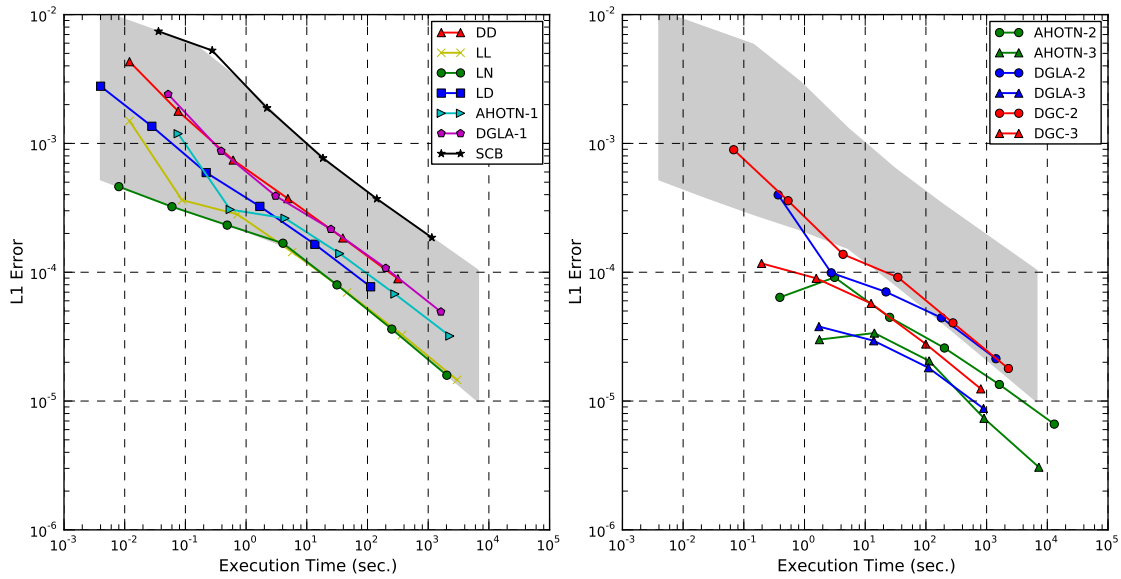 10^-2
10^-3
10^-4
10^-5
10^-6
L1 Error
10^-3
10^-2
10^-1
10^0
10^1
10^2
10^3
10^4
10^5
Execution Time (sec.)
DD
LL
LN
LD
AHOTN-1
DGLA-1
SCB
10^-2
10^-3
10^-4
10^-5
10^-6
L1 Error
10^-3
10^-2
10^-1
10^0
10^1
10^2
10^3
10^4
10^5
Execution Time (sec.)
AHOTN-2
AHOTN-3
DGLA-2
DGLA-3
DGC-2
DGC-3